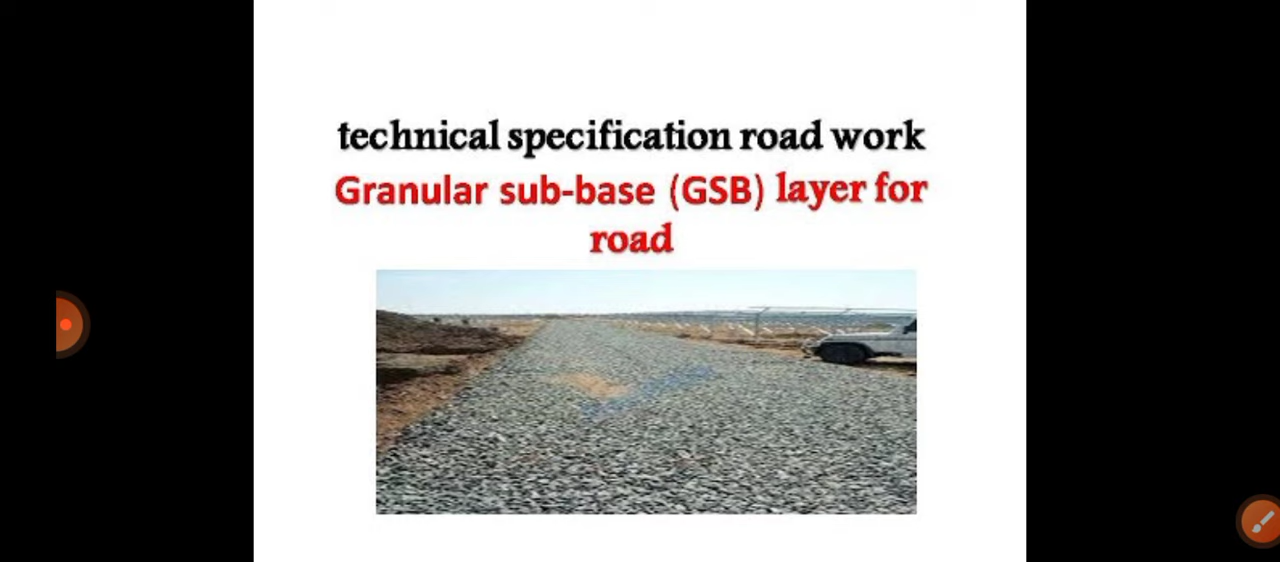 technical specification road work
Granular sub-base (GSB) layer for
road